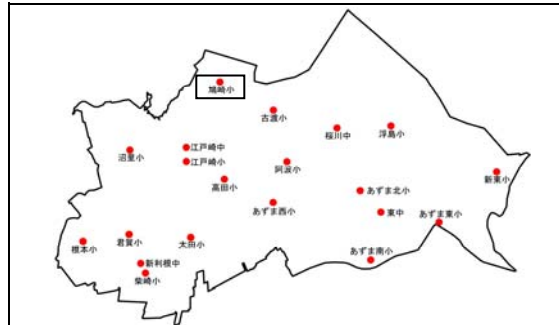 鳩崎小
古渡小
桜川中
浮島小
江戸崎中
沼里小
江戸崎小
阿波小
新東小
高田小
あずま北小
あずま西小
東中
あずま東小
君賀小
太田小
根本小
あずま南小
新利根中
柴崎小